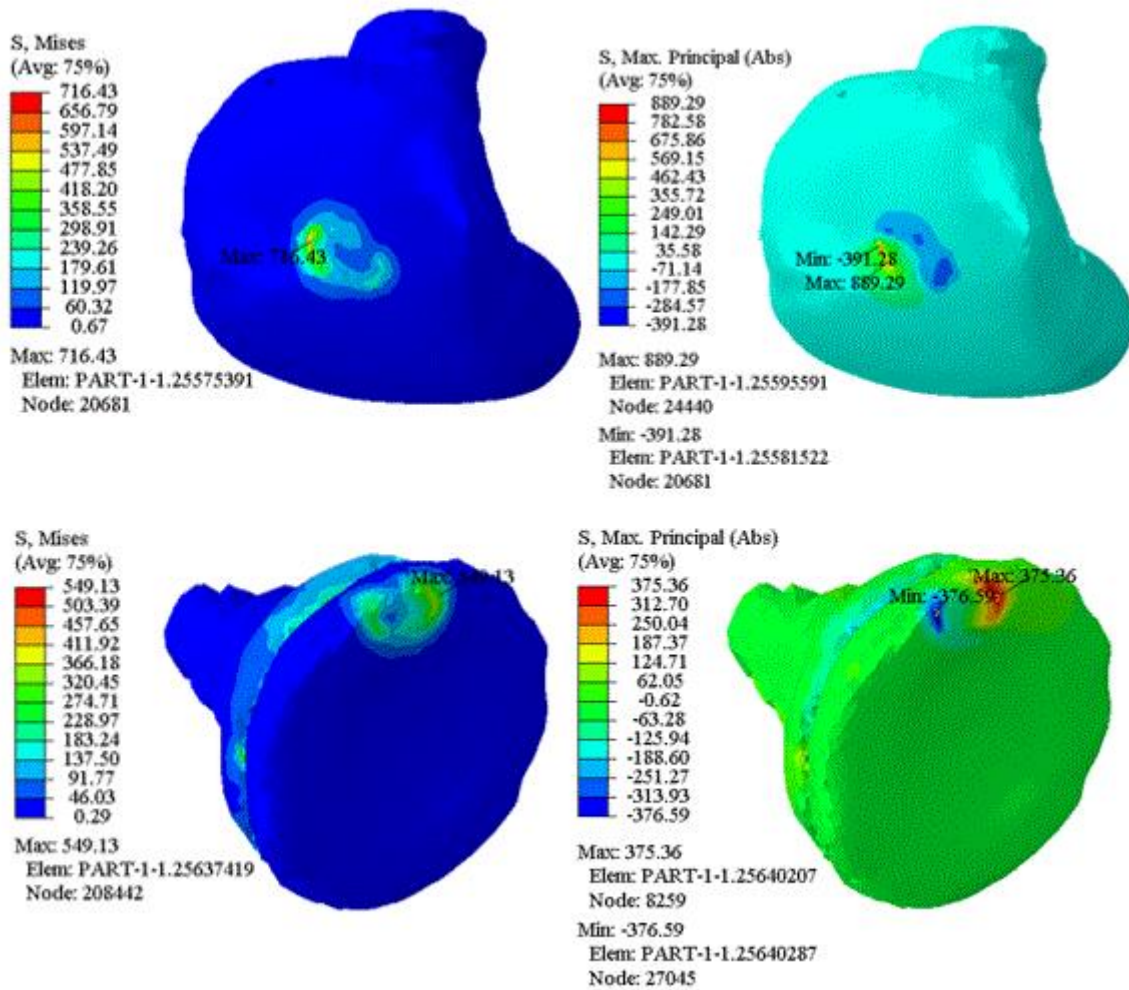 S, Mises
(Avg: 75%)
716.43
656.79
597.14
537.49
477.85
418.20
358.55
298.91
239.26
179.61
119.97
60.32
0.67
Max: 716.43
Max: 716.43
Elem: PART-1-1.25575391
Node: 20681
S, Max. Principal (Abs)
(Avg: 75%)
889.29
782.58
675.86
569.15
462.43
355.72
249.01
142.29
35.58
-71.14
-177.85
-284.57
-391.28
Min: -391.28
Max: 889.29
Max: 889.29
Elem: PART-1-1.25595591
Node: 24440
Min: -391.28
Elem: PART-1-1.25581522
Node: 20681
S, Mises
(Avg: 75%)
549.13
503.39
457.65
411.92
366.18
320.45
274.71
228.97
183.24
137.50
91.77
46.03
0.29
Max: 549.13
Max: 549.13
Elem: PART-1-1.25637419
Node: 208442
S, Max. Principal (Abs)
(Avg: 75%)
375.36
312.70
250.04
187.37
124.71
62.05
-0.62
-63.28
-125.94
-188.60
-251.27
-313.93
-376.59
Max: 375.36
Min: -376.59
Max: 375.36
Elem: PART-1-1.25640207
Node: 8259
Min: -376.59
Elem: PART-1-1.25640287
Node: 27045